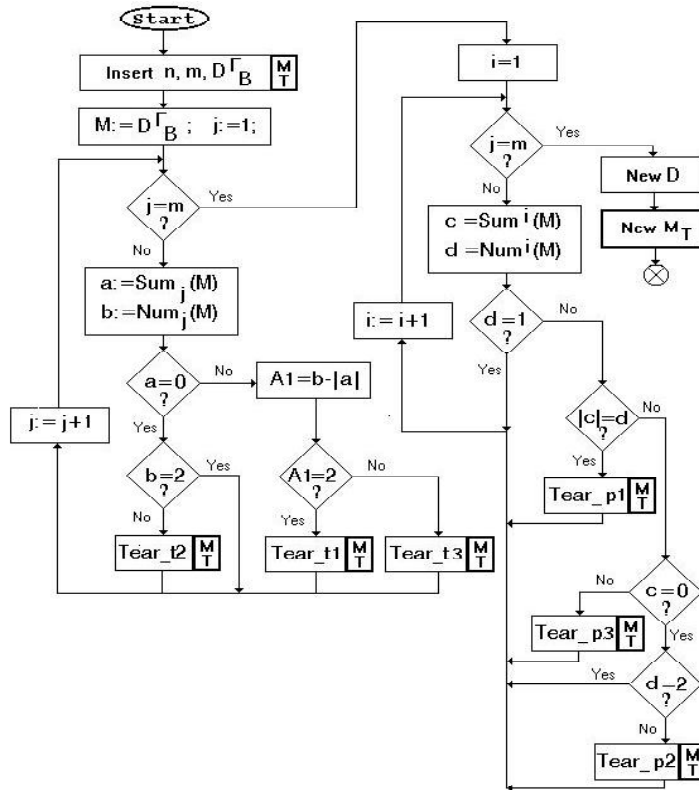 Start
Insert n, m, D Γ B M T
M:= D Γ B ; j:=1;
j=m ?
Yes
No
a:=Sum j (M)
b:=Num j (M)
a=0 ?
No
Yes
A1=b-|a|
j:=j+1
b=2 ?
Yes
No
A1=2 ?
No
Yes
Tear_t2 M T
Tear_t1 M T
Tear_t3 M T
i=1
j=m ?
Yes
No
New D
New M T
c =Sum i (M)
d =Num i (M)
i:=i+1
d=1 ?
No
Yes
|c|=d ?
No
Yes
Tear_p1 M T
c=0 ?
No
Yes
Tear_p3 M T
d-2 ?
Yes
No
Tear_p2 M T